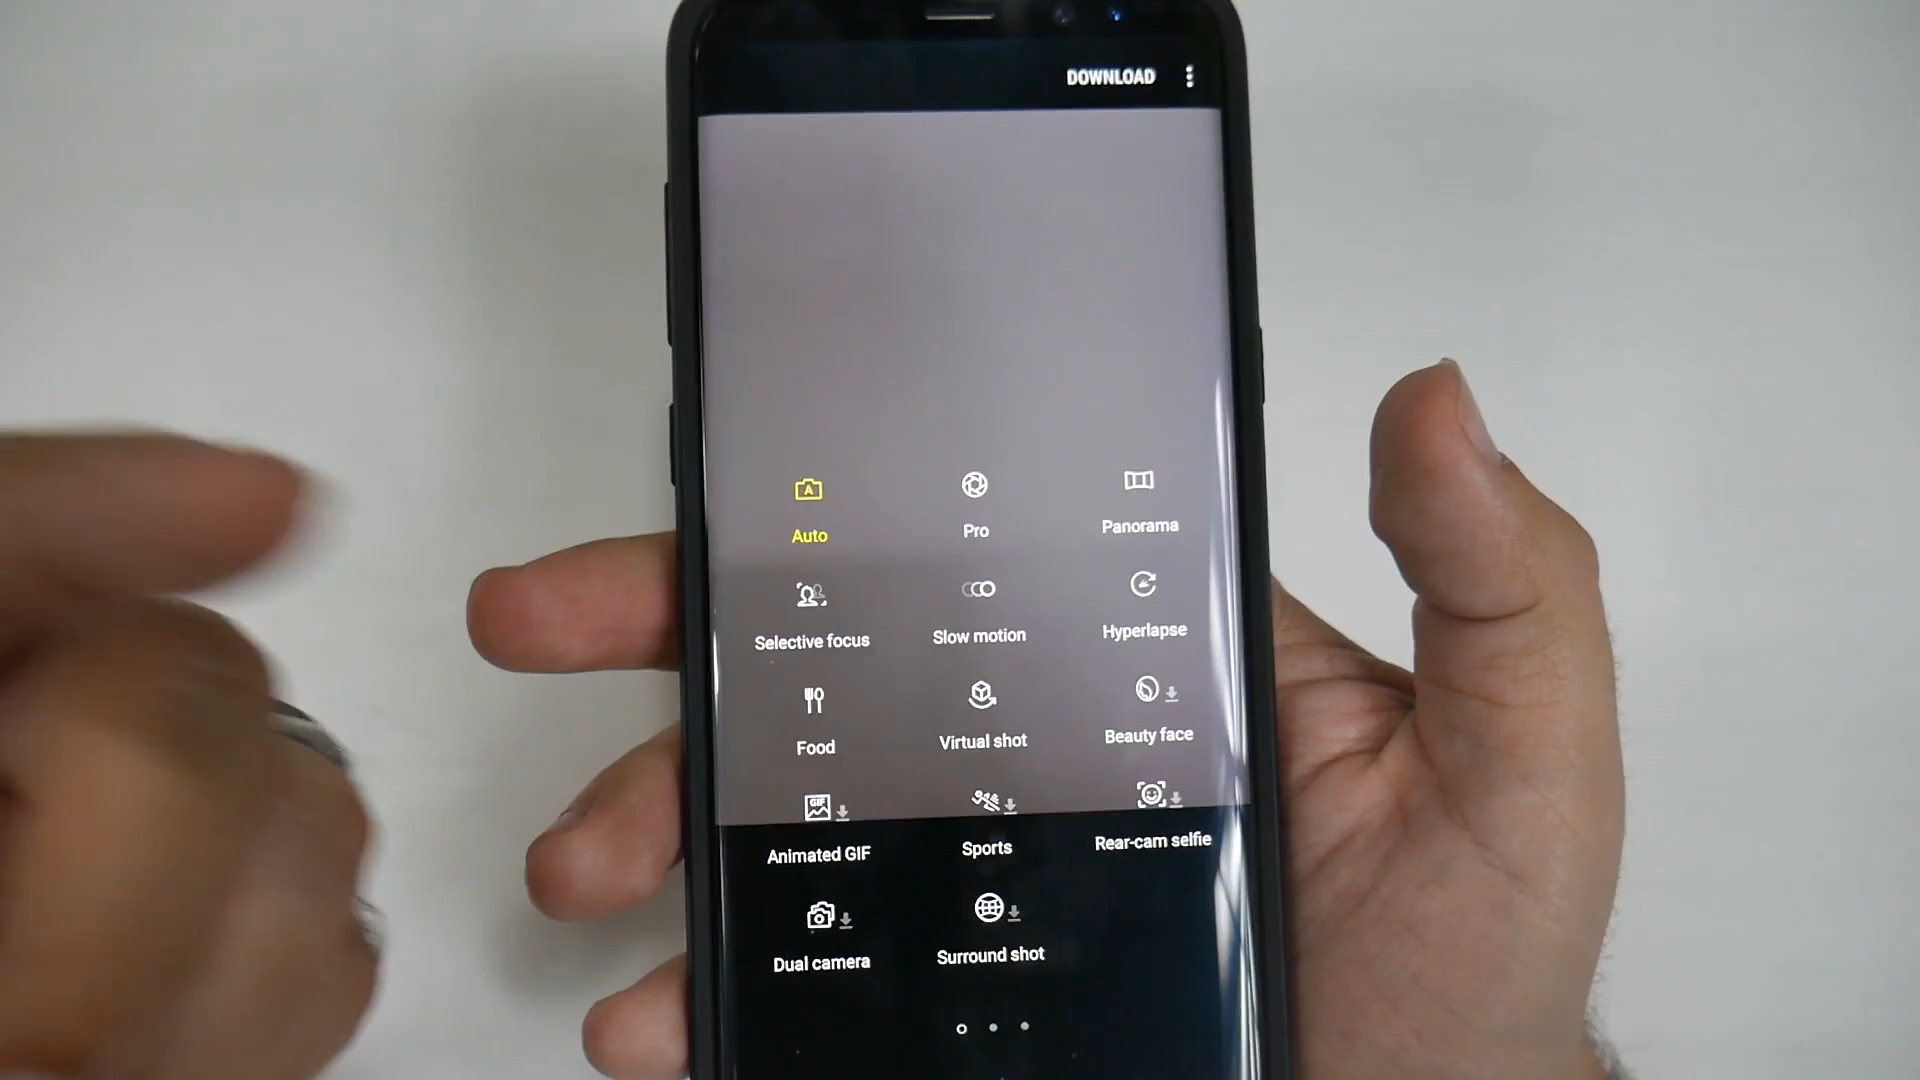 DOWNLOAD
A
Auto
Pro
Panorama
Selective focus
Slow motion
Hyperlapse
Food
Virtual shot
Beauty face
GIF
Animated GIF
Sports
Rear-cam selfie
Dual camera
Surround shot